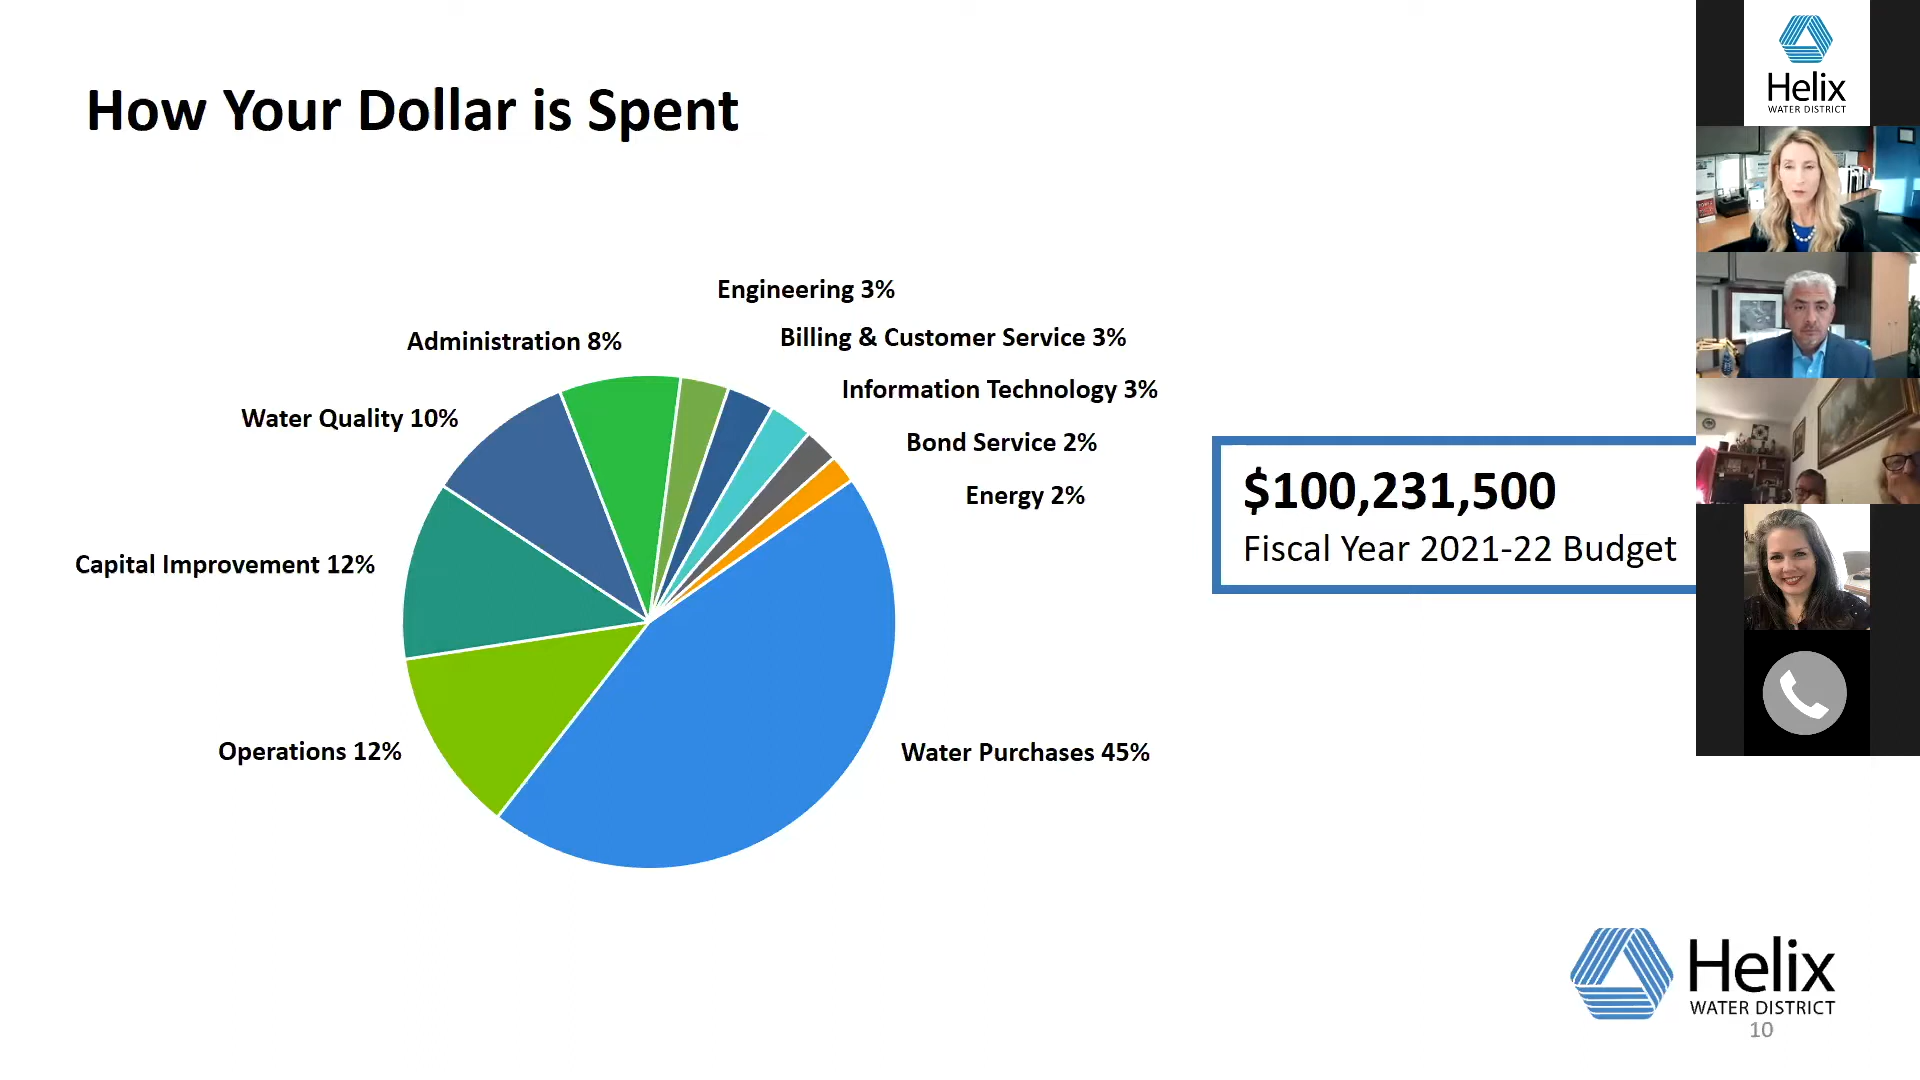 How Your Dollar is Spent
Engineering 3%
Billing & Customer Service 3%
Administration 8%
Information Technology 3%
Water Quality 10%
Bond Service 2%
Energy 2%
Capital Improvement 12%
Operations 12%
Water Purchases 45%
$100,231,500
Fiscal Year 2021-22 Budget
Helix
WATER DISTRICT
Helix
WATER DISTRICT
10